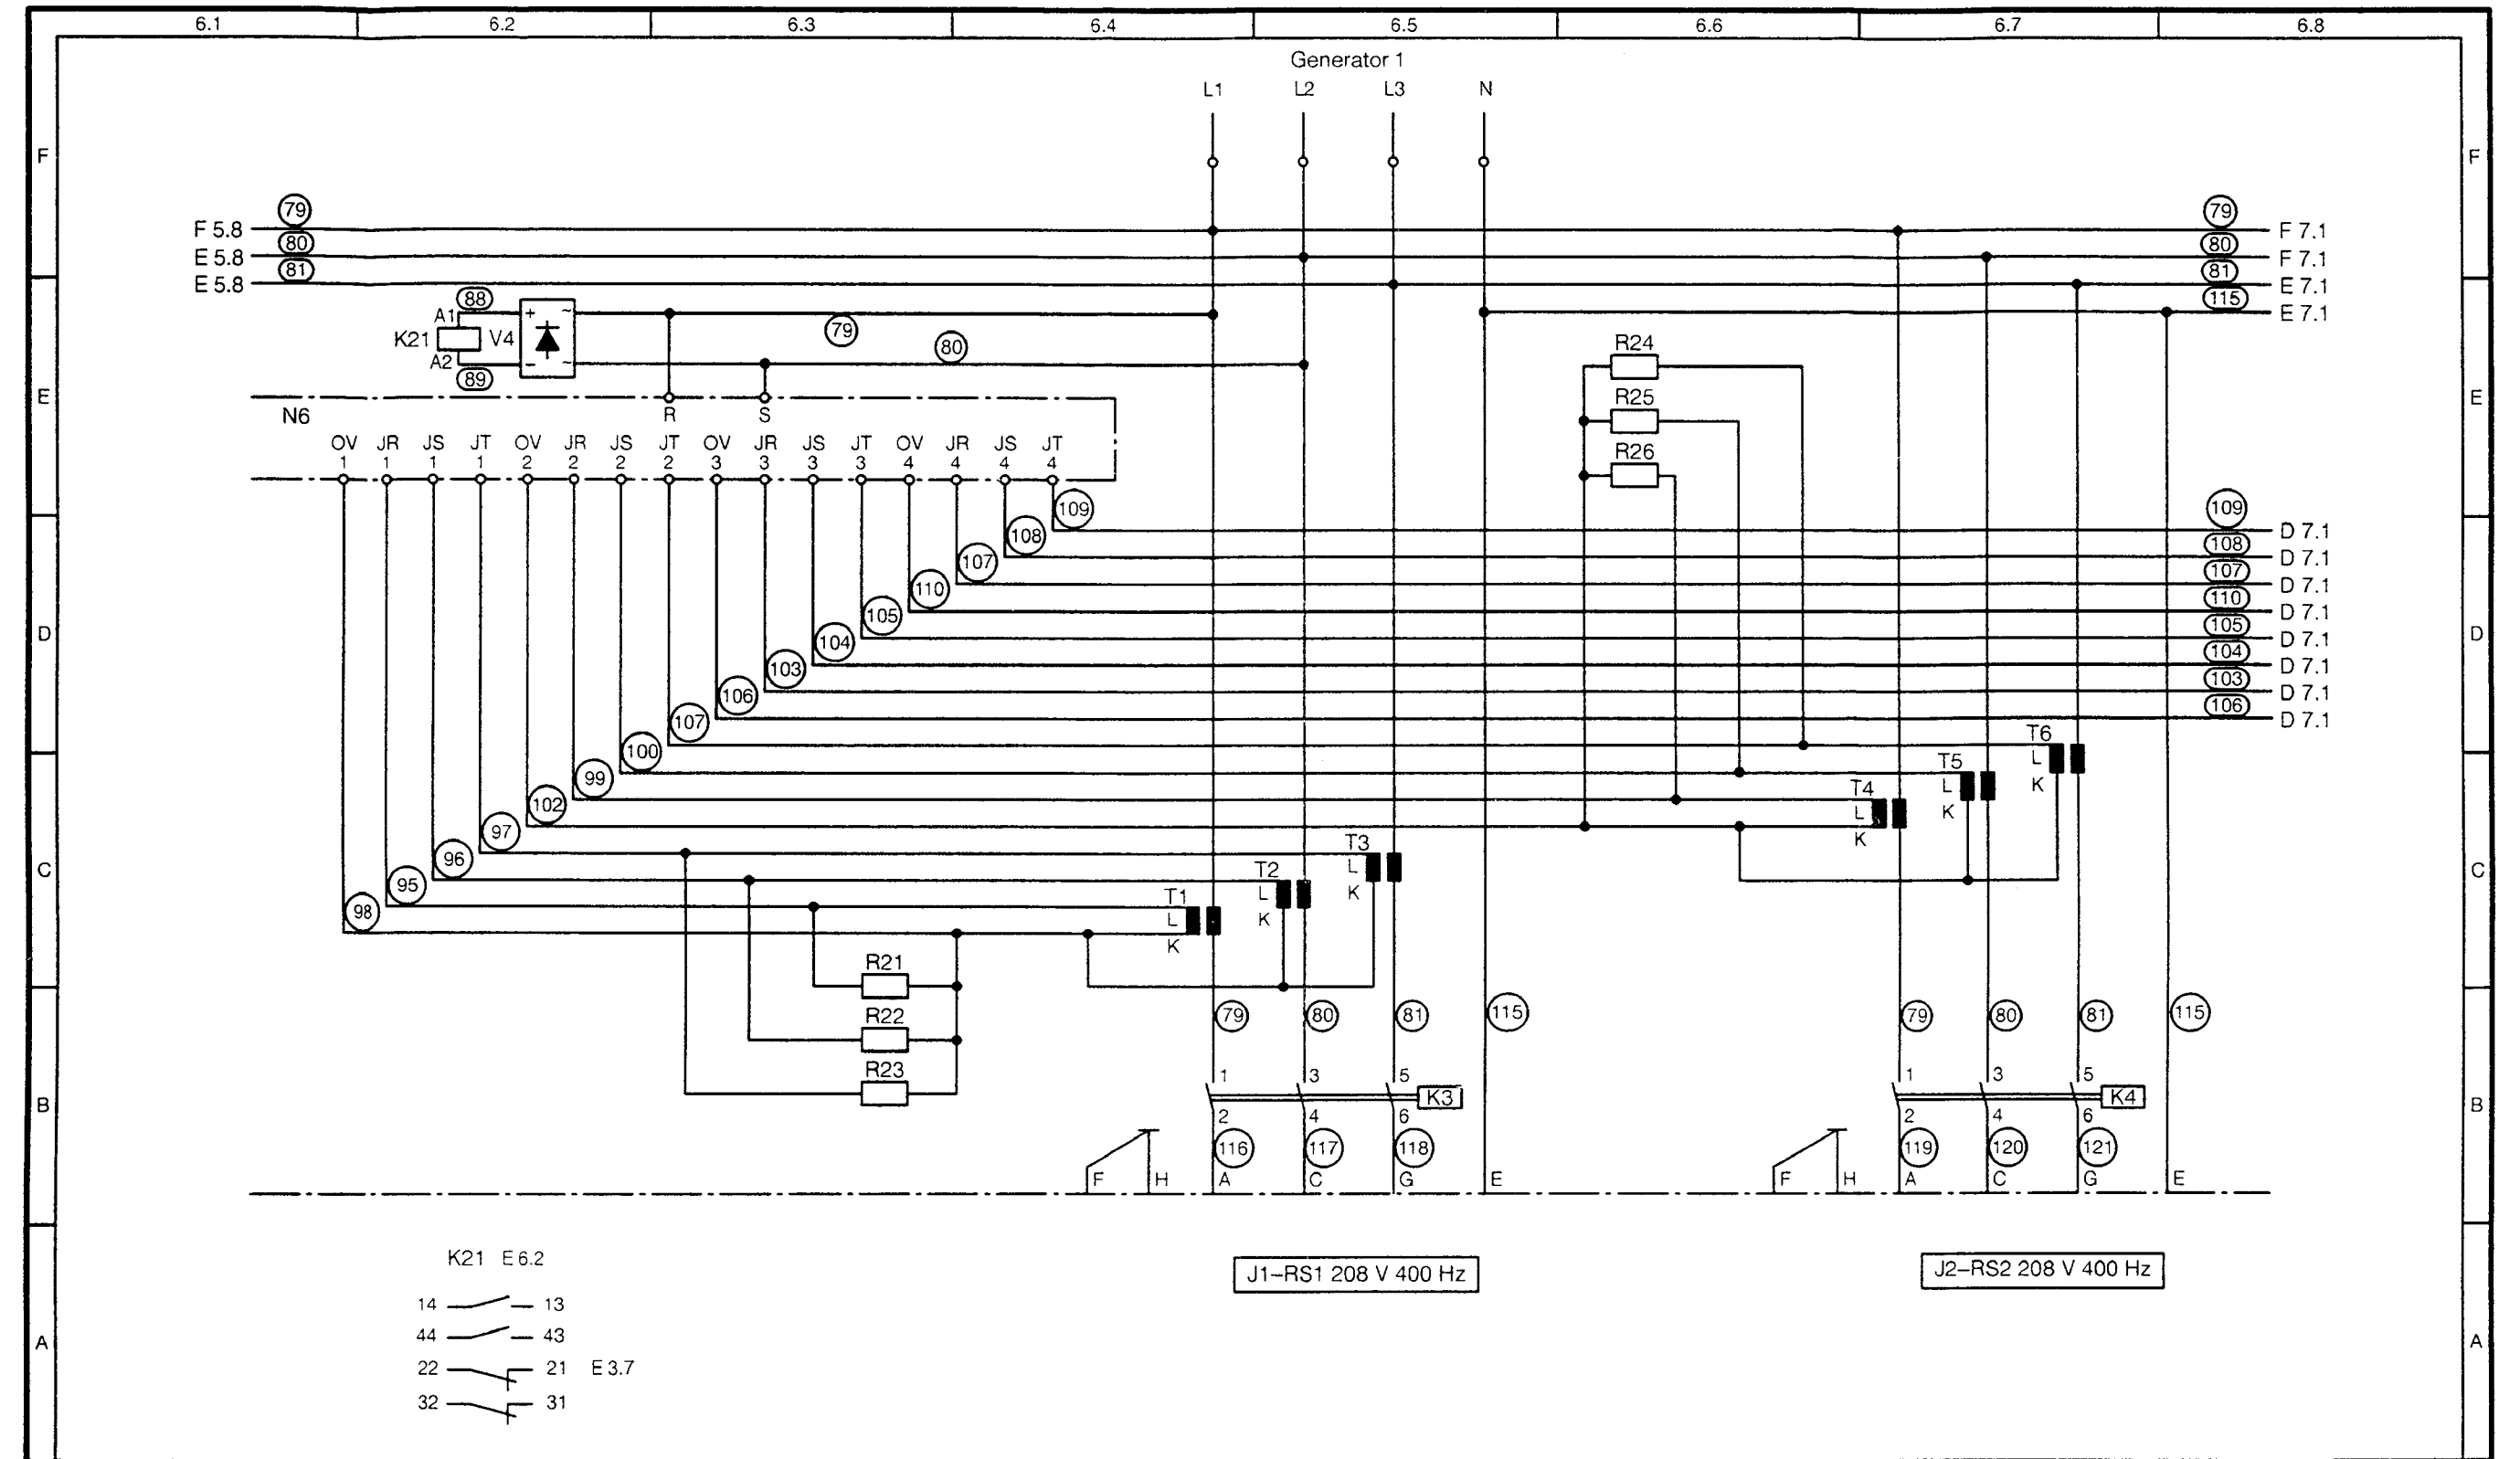 6.1 6.2 6.3 6.4 6.5 6.6 6.7 6.8
Generator 1
L1 L2 L3 N
F F
79 79
F 5.8 F 7.1
80 80
E 5.8 F 7.1
81 81
E 5.8 E 7.1
88 115
A1 + ~ E 7.1
79
K21 V4
80 R24
A2 - ~
89
E R25 E
N6 R S
OV JR JS JT OV JR JS JT OV JR JS JT OV JR JS JT R26
1 1 1 1 2 2 2 2 3 3 3 3 4 4 4 4
109 109
D 7.1
108 108
D 7.1
107 107
D 7.1
110 110
D 7.1
105 105
D D
D 7.1
104 104
D 7.1
103 103
D 7.1
106 106
D 7.1
107 T6
100 L
99 T5 K
L
102 T4 K
L
97 K
96 T3
C L C
95 T2 K
L
98 T1 K
L
K
R21
79 80 81 115 79 80 81 115
R22
R23
1 3 5 1 3 5
B K3 K4 B
2 4 6 2 4 6
116 117 118 119 120 121
F H A C G E F H A C G E
K21 E 6.2
J1–RS1 208 V 400 Hz J2–RS2 208 V 400 Hz
14 13
44 43
A A
22 21 E 3.7
32 31